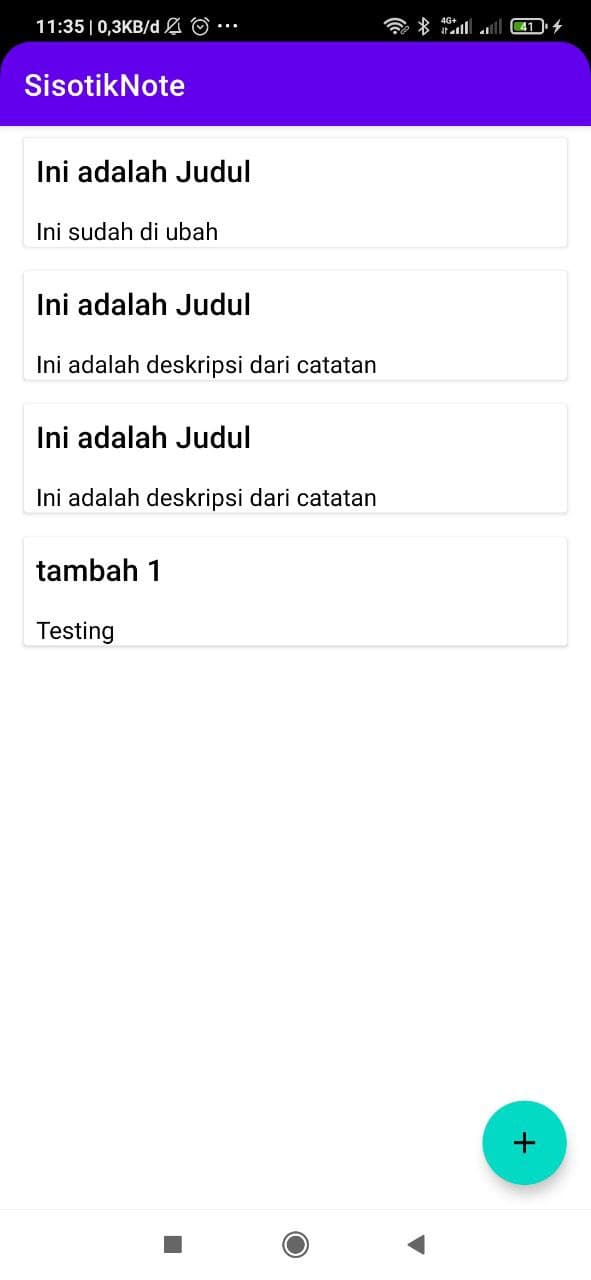 11:35 | 0,3KB/d
4G+
41
SisotikNote
Ini adalah Judul
Ini sudah di ubah
Ini adalah Judul
Ini adalah deskripsi dari catatan
Ini adalah Judul
Ini adalah deskripsi dari catatan
tambah 1
Testing